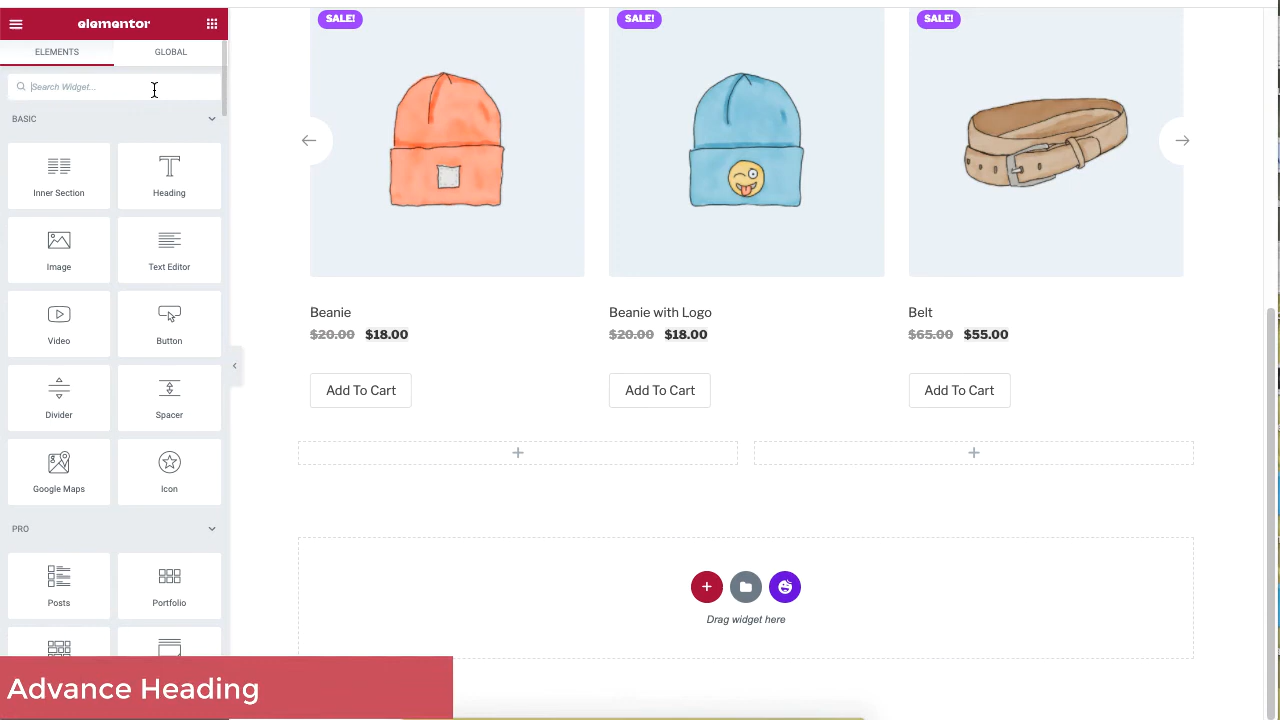 elementor
ELEMENTS
GLOBAL
Search Widget...
BASIC
Inner Section
Heading
Image
Text Editor
Video
Button
Divider
Spacer
Google Maps
Icon
PRO
Posts
Portfolio
SALE!
SALE!
SALE!
Beanie
$20.00 $18.00
Add To Cart
Beanie with Logo
$20.00 $18.00
Add To Cart
Belt
$65.00 $55.00
Add To Cart
Drag widget here
Advance Heading